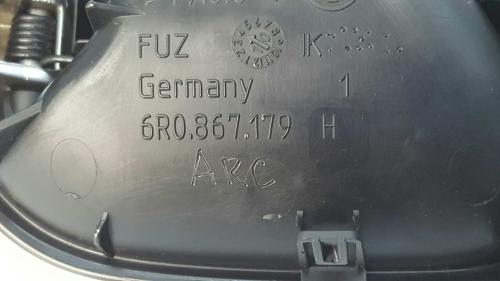 FUZ K
Germany 1
6R0.867.179 H
ARC